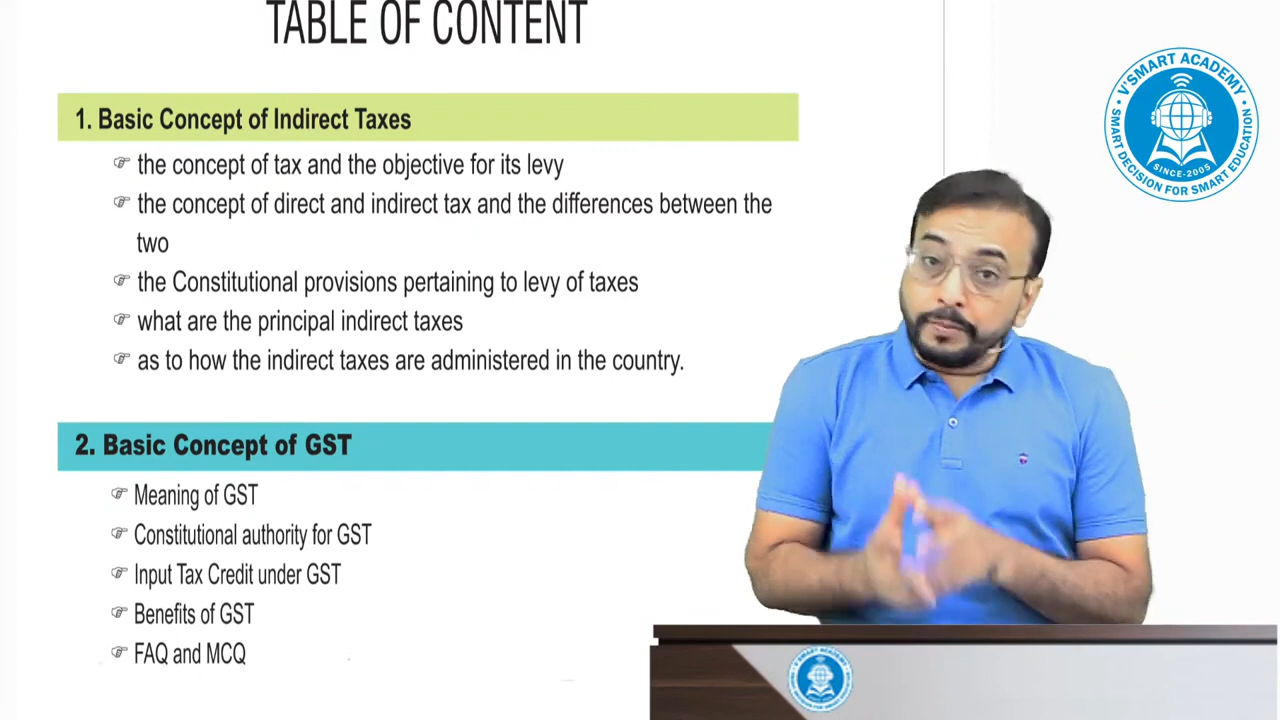 TABLE OF CONTENT
1. Basic Concept of Indirect Taxes
the concept of tax and the objective for its levy
the concept of direct and indirect tax and the differences between the
two
the Constitutional provisions pertaining to levy of taxes
what are the principal indirect taxes
as to how the indirect taxes are administered in the country.
2. Basic Concept of GST
Meaning of GST
Constitutional authority for GST
Input Tax Credit under GST
Benefits of GST
FAQ and MCQ
V'SMART ACADEMY
SINCE-2005
SMART DECISION FOR SMART EDUCATION